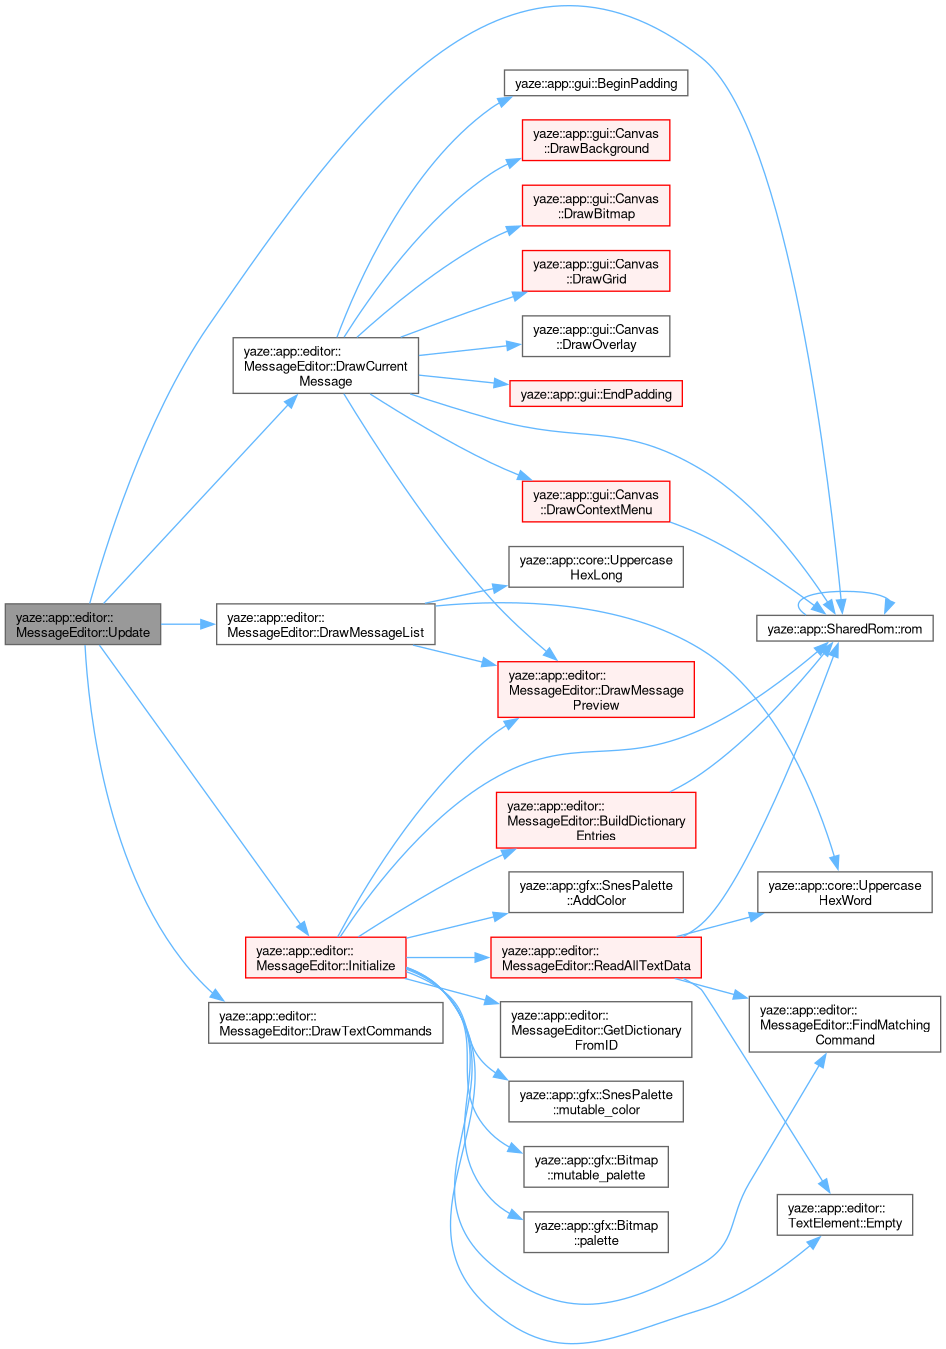 yaze::app::gui::BeginPadding
yaze::app::gui::Canvas
::DrawBackground
yaze::app::gui::Canvas
::DrawBitmap
yaze::app::gui::Canvas
::DrawGrid
yaze::app::gui::Canvas
::DrawOverlay
yaze::app::editor::
MessageEditor::DrawCurrent
Message
yaze::app::gui::EndPadding
yaze::app::gui::Canvas
::DrawContextMenu
yaze::app::core::Uppercase
HexLong
yaze::app::editor::
MessageEditor::Update
yaze::app::editor::
MessageEditor::DrawMessageList
yaze::app::SharedRom::rom
yaze::app::editor::
MessageEditor::DrawMessage
Preview
yaze::app::editor::
MessageEditor::BuildDictionary
Entries
yaze::app::gfx::SnesPalette
::AddColor
yaze::app::core::Uppercase
HexWord
yaze::app::editor::
MessageEditor::Initialize
yaze::app::editor::
MessageEditor::ReadAllTextData
yaze::app::editor::
MessageEditor::DrawTextCommands
yaze::app::editor::
MessageEditor::GetDictionary
FromID
yaze::app::editor::
MessageEditor::FindMatching
Command
yaze::app::gfx::SnesPalette
::mutable_color
yaze::app::gfx::Bitmap
::mutable_palette
yaze::app::editor::
TextElement::Empty
yaze::app::gfx::Bitmap
::palette